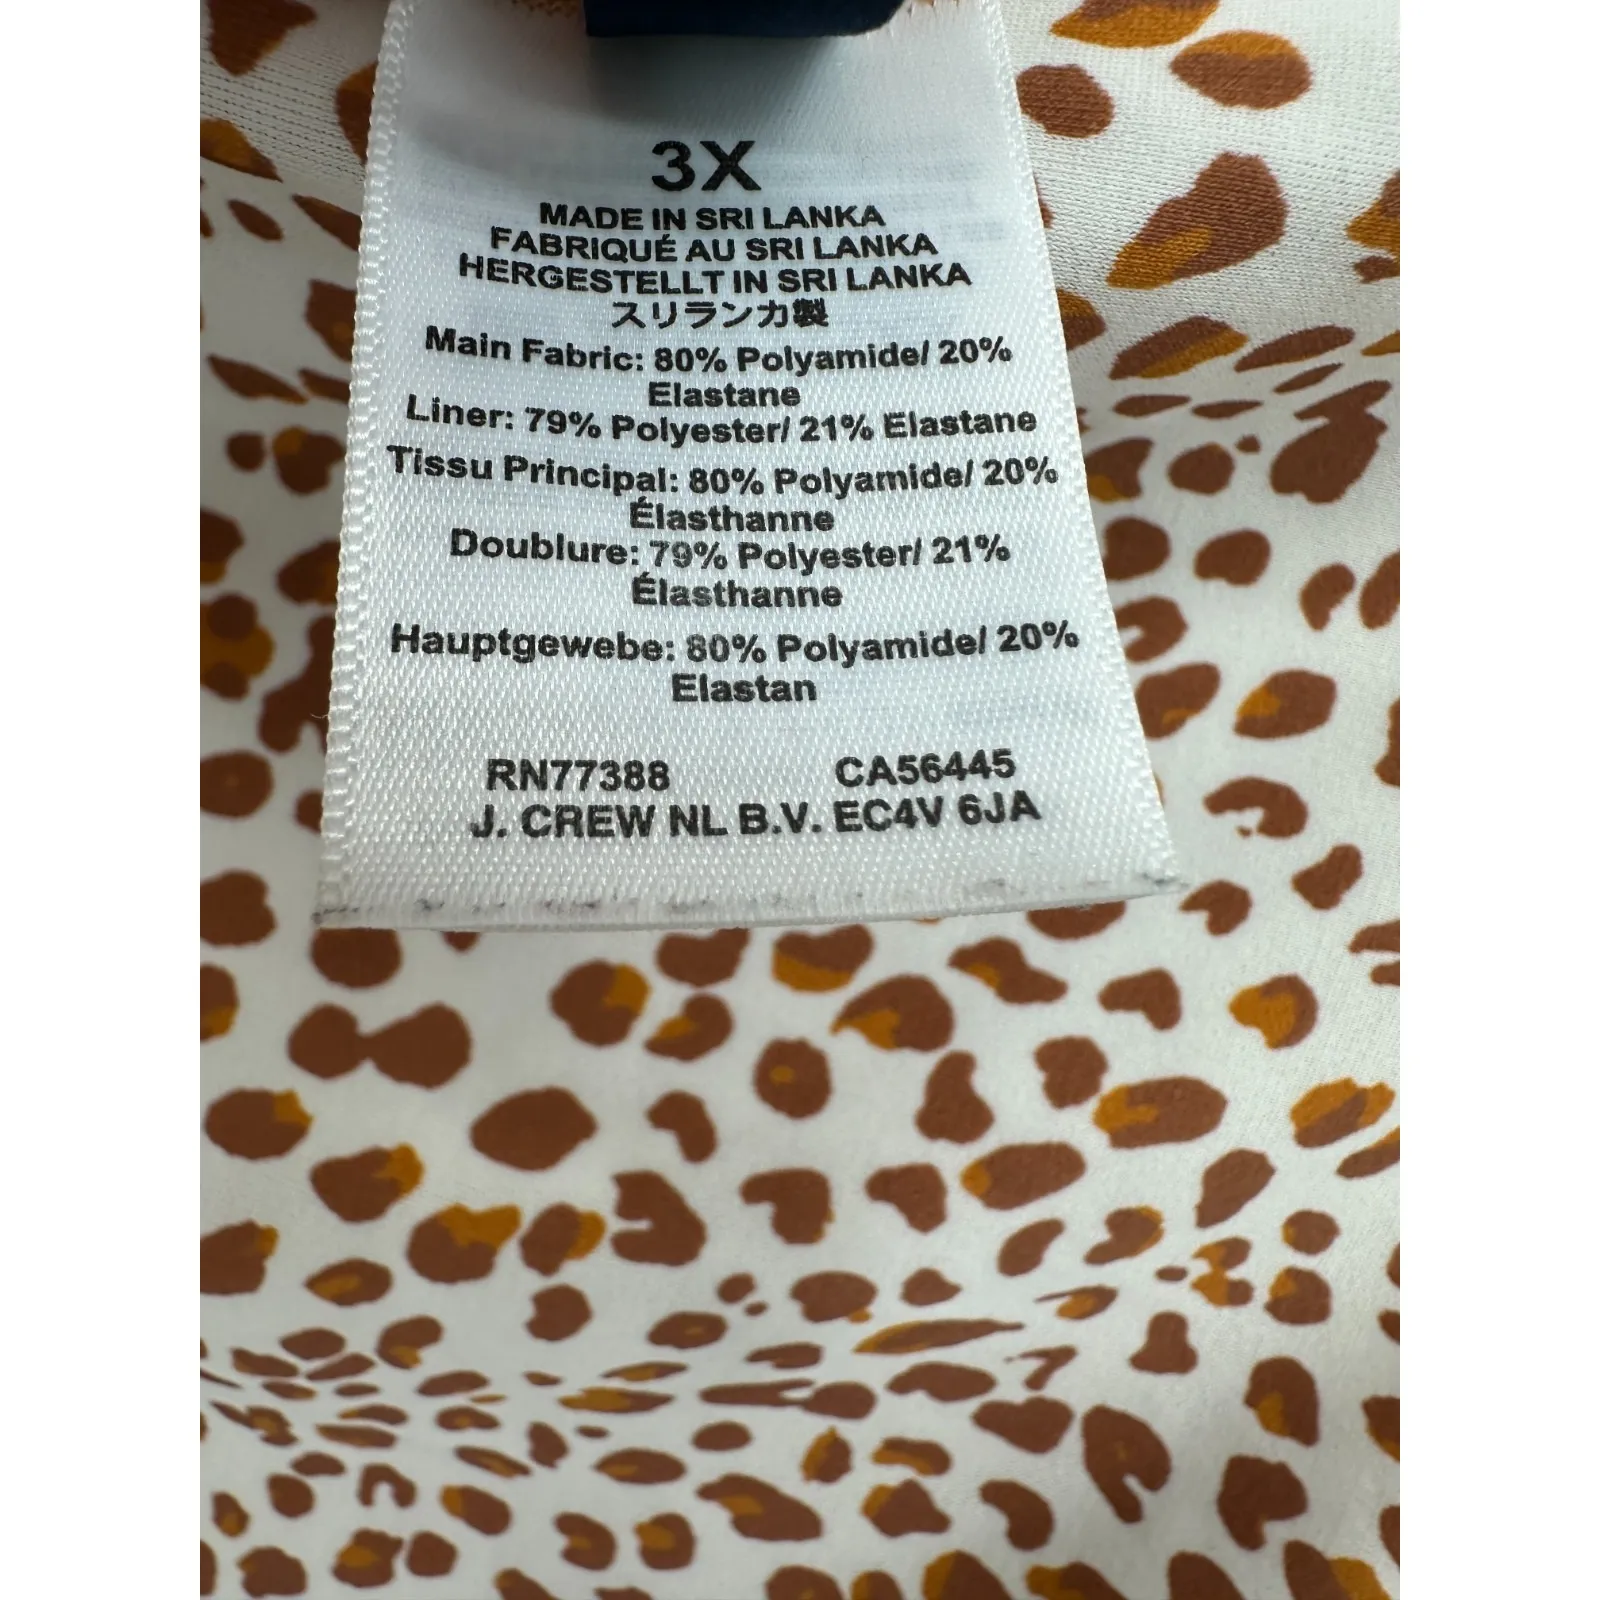 3X
MADE IN SRI LANKA
FABRIQUÉ AU SRI LANKA
HERGESTELLT IN SRI LANKA
スリランカ製
Main Fabric: 80% Polyamide/ 20%
Elastane
Liner: 79% Polyester/ 21% Elastane
Tissu Principal: 80% Polyamide/ 20%
Élasthanne
Doublure: 79% Polyester/ 21%
Élasthanne
Hauptgewebe: 80% Polyamide/ 20%
Elastan
RN77388 CA56445
J. CREW NL B.V. EC4V 6JA